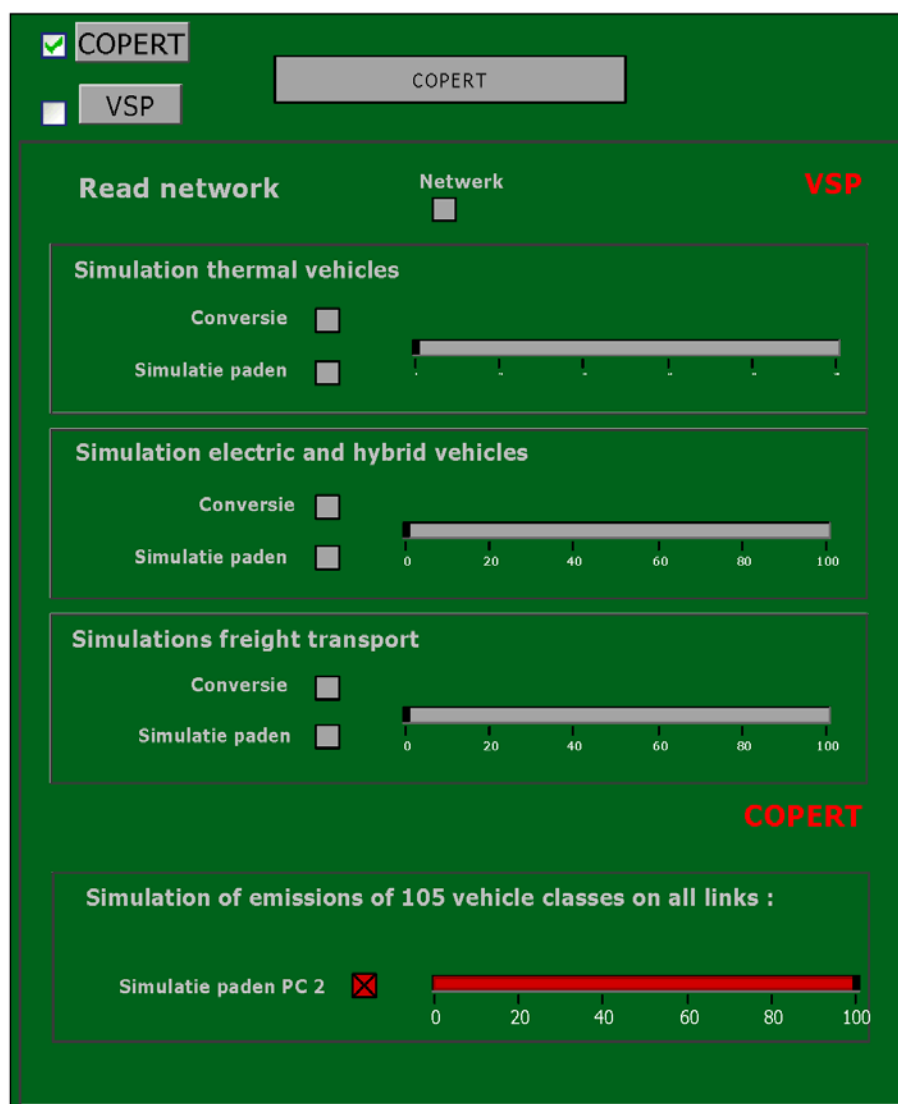 COPERT
COPERT
VSP
Read network
Netwerk
VSP
Simulation thermal vehicles
Conversie
Simulatie paden
Simulation electric and hybrid vehicles
Conversie
Simulatie paden
0 20 40 60 80 100
Simulations freight transport
Conversie
Simulatie paden
0 20 40 60 80 100
COPERT
Simulation of emissions of 105 vehicle classes on all links :
Simulatie paden PC 2
0 20 40 60 80 100